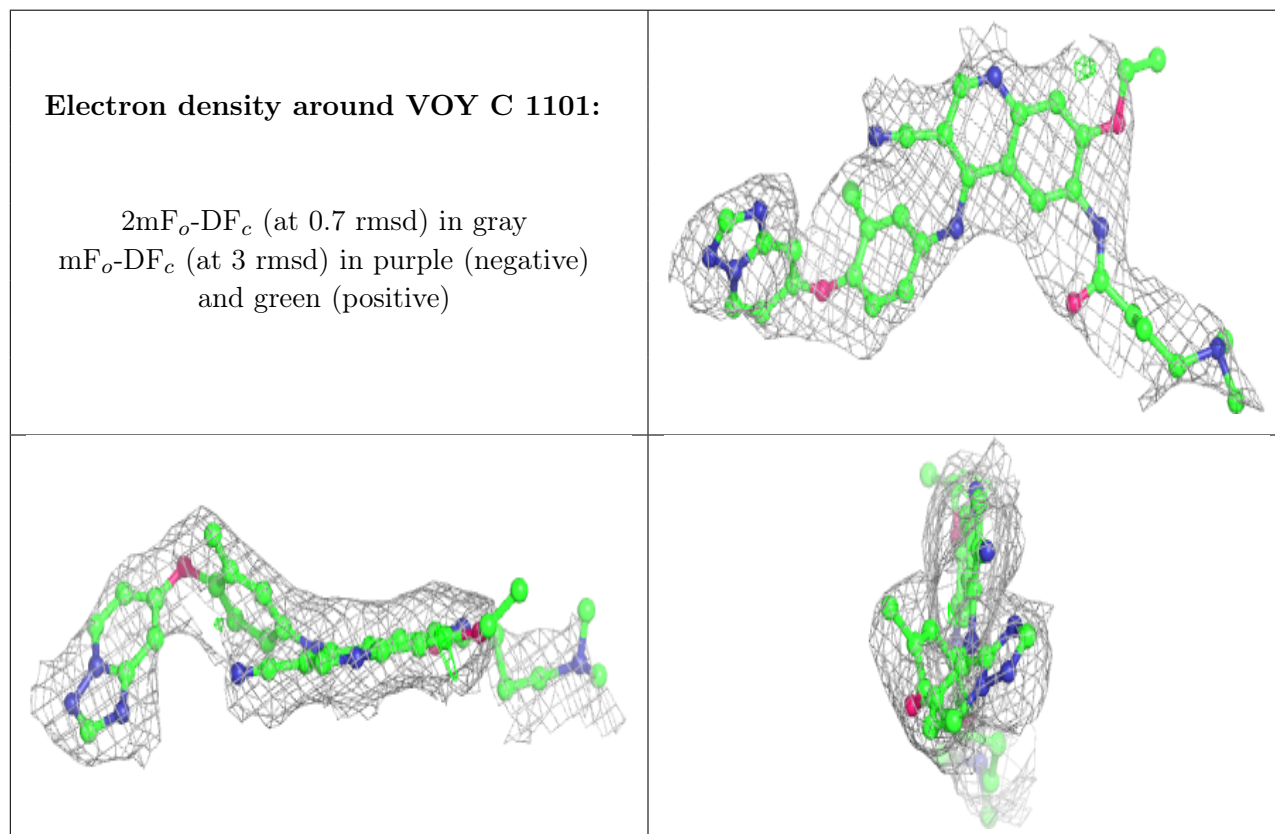 Electron density around VOY C 1101:
2mFo-DFc (at 0.7 rmsd) in gray
mFo-DFc (at 3 rmsd) in purple (negative)
and green (positive)